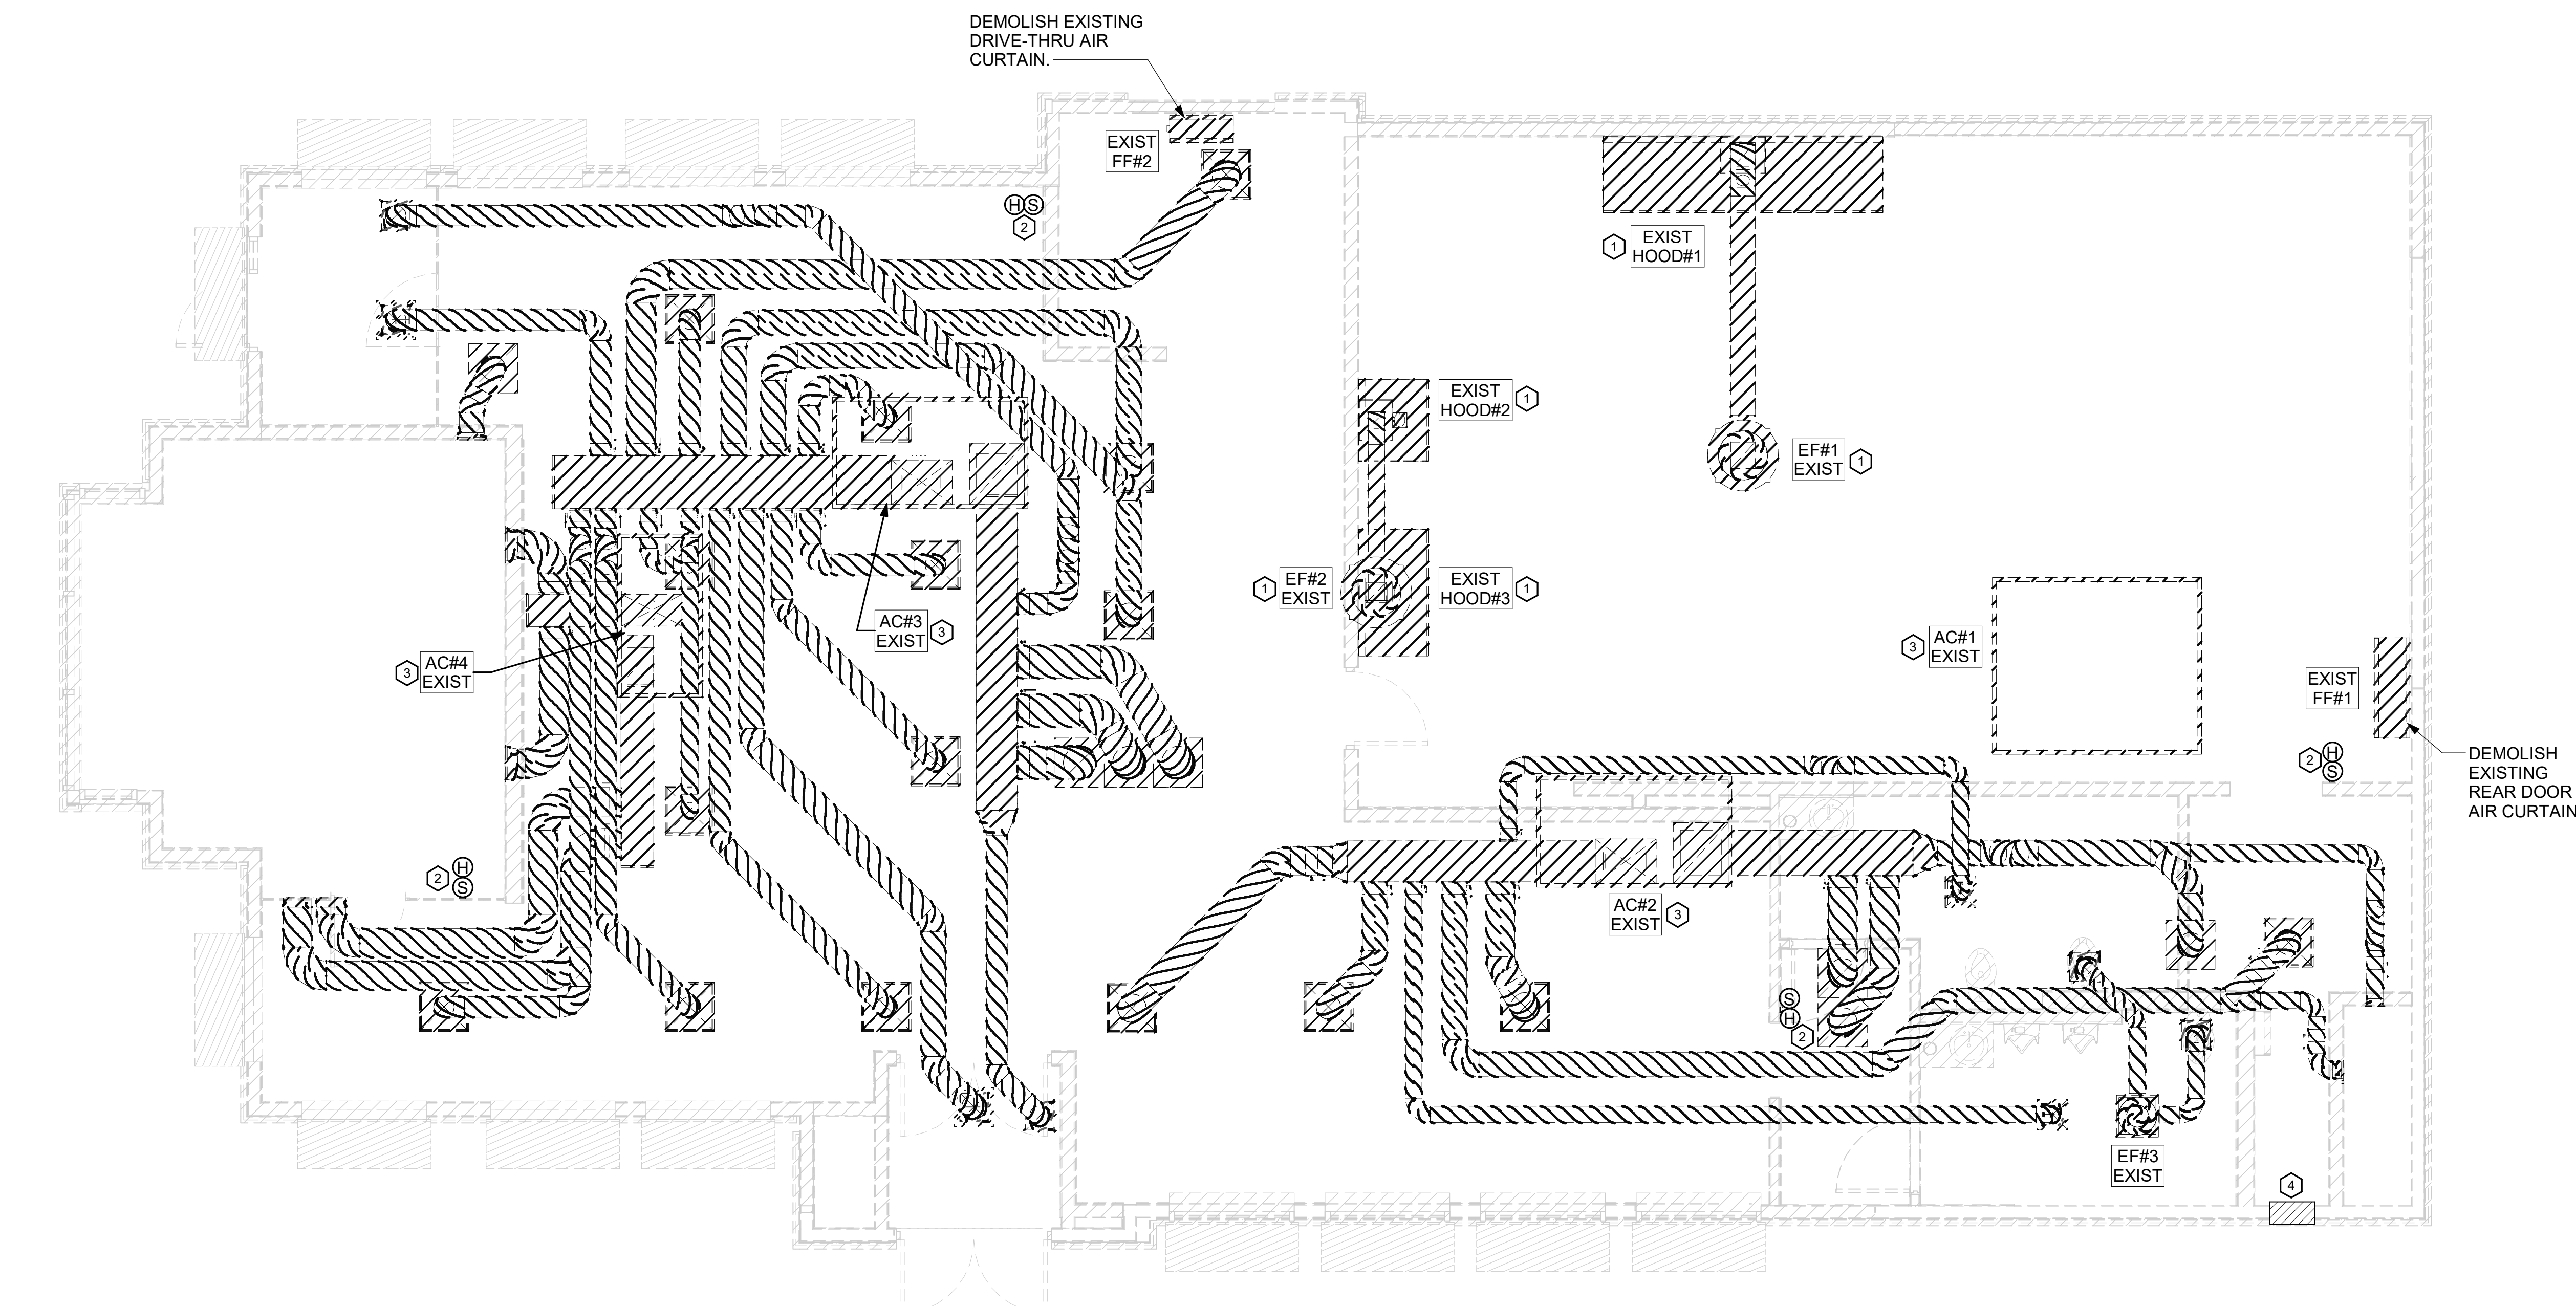 DEMOLISH EXISTING
DRIVE-THRU AIR
CURTAIN.
EXIST
FF#2
H S
2
1
EXIST
HOOD#1
EXIST
HOOD#2
1
EF#1
EXIST
1
1
EF#2
EXIST
EXIST
HOOD#3
1
AC#3
EXIST
3
3
AC#4
EXIST
3
AC#1
EXIST
EXIST
FF#1
2
H
S
DEMOLISH
EXISTING
REAR DOOR
AIR CURTAIN
2
H
S
AC#2
EXIST
3
S
H
2
EF#3
EXIST
4